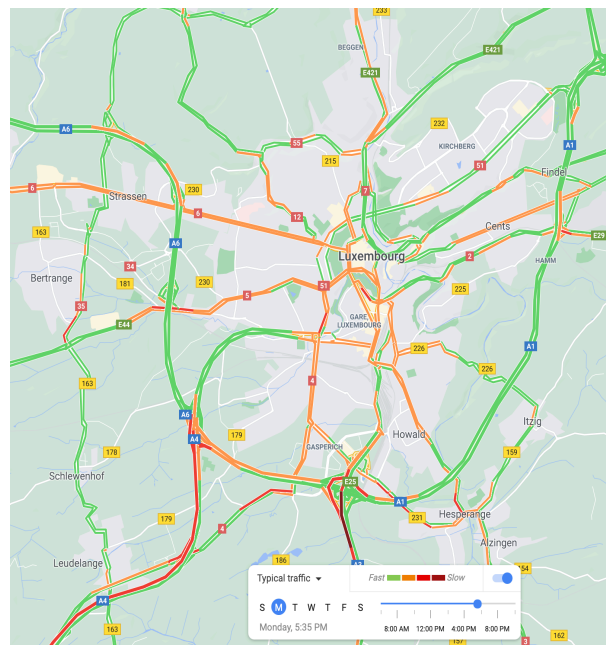 233
BEGGEN
E421
E421
232
A6
KIRCHBERG
55
A1
215
51
Findel
6
230
7
Strassen
6
12
Cents
163
E29
A6
Luxembourg
2
HAMM
34
Bertrange
181
230
51
225
5
35
GARE,
LUXEMBOURG
E44
226
A1
226
163
4
A6
Itzig
179
Howald
A4
GASPERICH
178
159
Schlewenhof
E25
A1
179
231
Hesperange
4
Alzingen
186
Leudelange
154
A4
163
162
157
3
Typical traffic
Fast
Slow
S M T W T F S
Monday, 5:35 PM
8:00 AM 12:00 PM 4:00 PM 8:00 PM